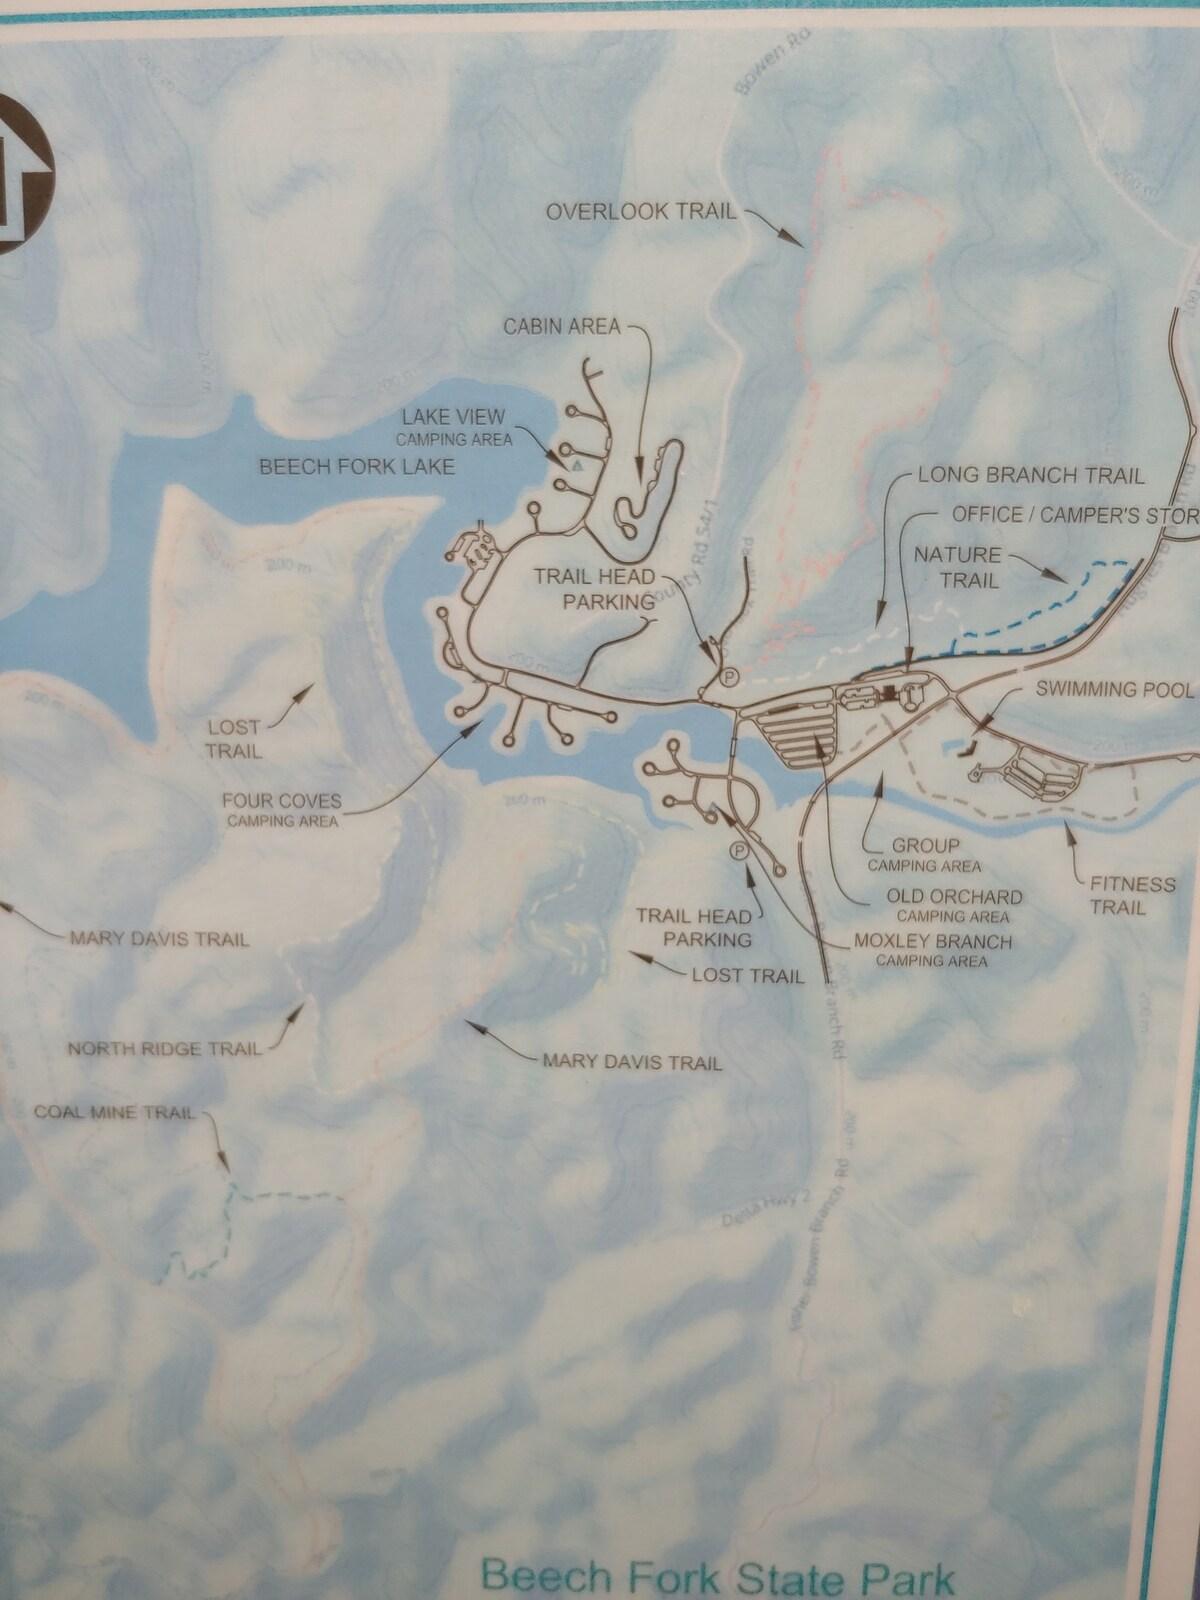 Bowen Rd
200 m
OVERLOOK TRAIL
CABIN AREA
LAKE VIEW
CAMPING AREA
BEECH FORK LAKE
LONG BRANCH TRAIL
OFFICE / CAMPER'S STOR
NATURE
TRAIL
County Rd 54/1
TRAIL HEAD
PARKING
200 m
200 m
P
SWIMMING POOL
200 m
LOST
TRAIL
FOUR COVES
CAMPING AREA
200 m
P
GROUP
CAMPING AREA
FITNESS
TRAIL
OLD ORCHARD
CAMPING AREA
TRAIL HEAD
PARKING
MOXLEY BRANCH
CAMPING AREA
MARY DAVIS TRAIL
LOST TRAIL
NORTH RIDGE TRAIL
MARY DAVIS TRAIL
Branch Rd
COAL MINE TRAIL
Bowen Branch Rd
Beech Fork State Park